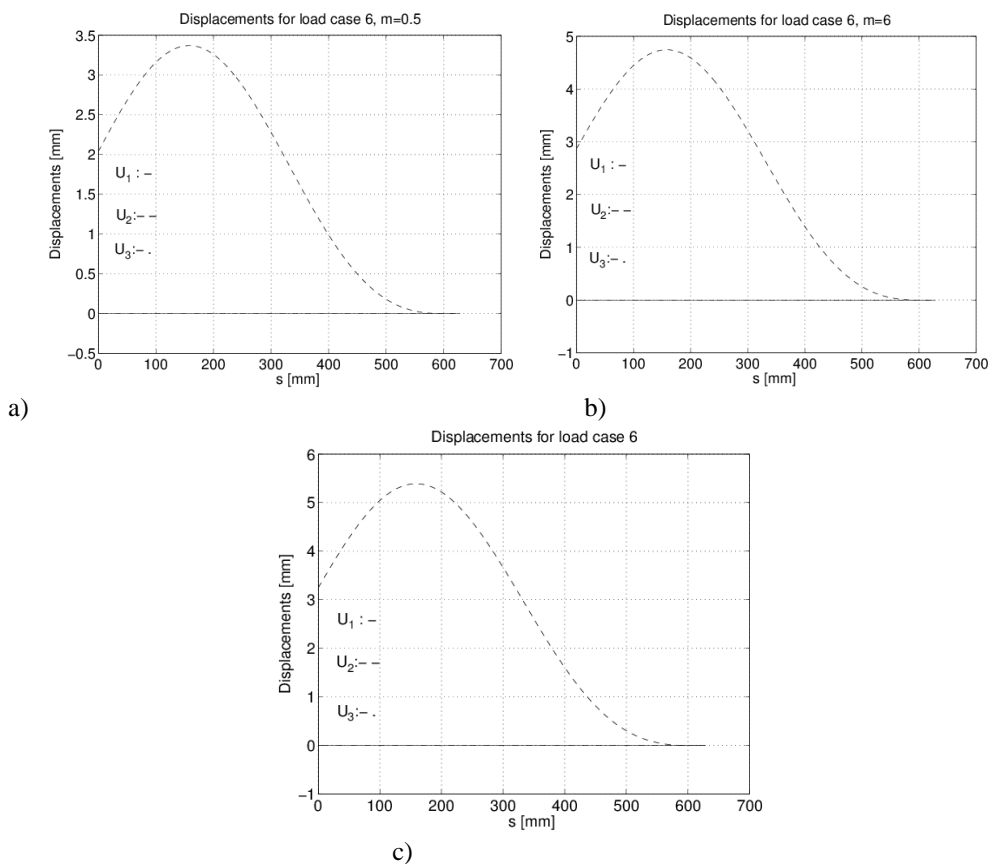 Displacements for load case 6, m=0.5
3.5
3
2.5
2
1.5
1
0.5
0
−0.5
Displacements [mm]
U1 : –
U2:– –
U3:– .
0 100 200 300 400 500 600 700
s [mm]
a)
Displacements for load case 6, m=6
5
4
3
2
1
0
−1
Displacements [mm]
U1 : –
U2:– –
U3:– .
0 100 200 300 400 500 600 700
s [mm]
b)
Displacements for load case 6
6
5
4
3
2
1
0
−1
Displacements [mm]
U1 : –
U2:– –
U3:– .
0 100 200 300 400 500 600 700
s [mm]
c)